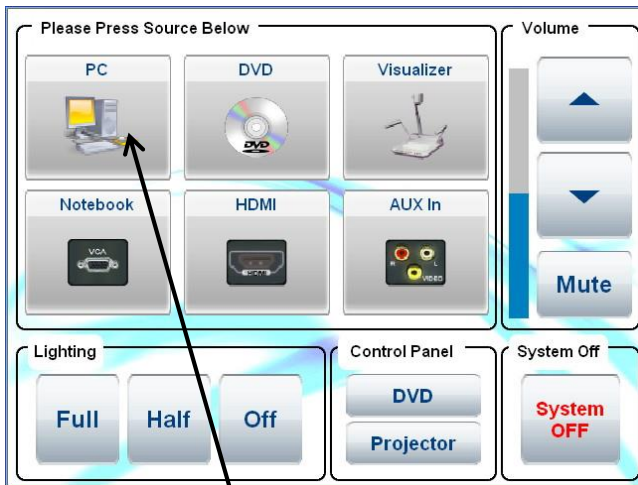 Please Press Source Below
PC
DVD
Visualizer
DVD
Notebook
HDMI
AUX In
VGA
HDMI
R
L
VIDEO
Volume
Mute
Lighting
Full
Half
Off
Control Panel
DVD
Projector
System Off
System
OFF